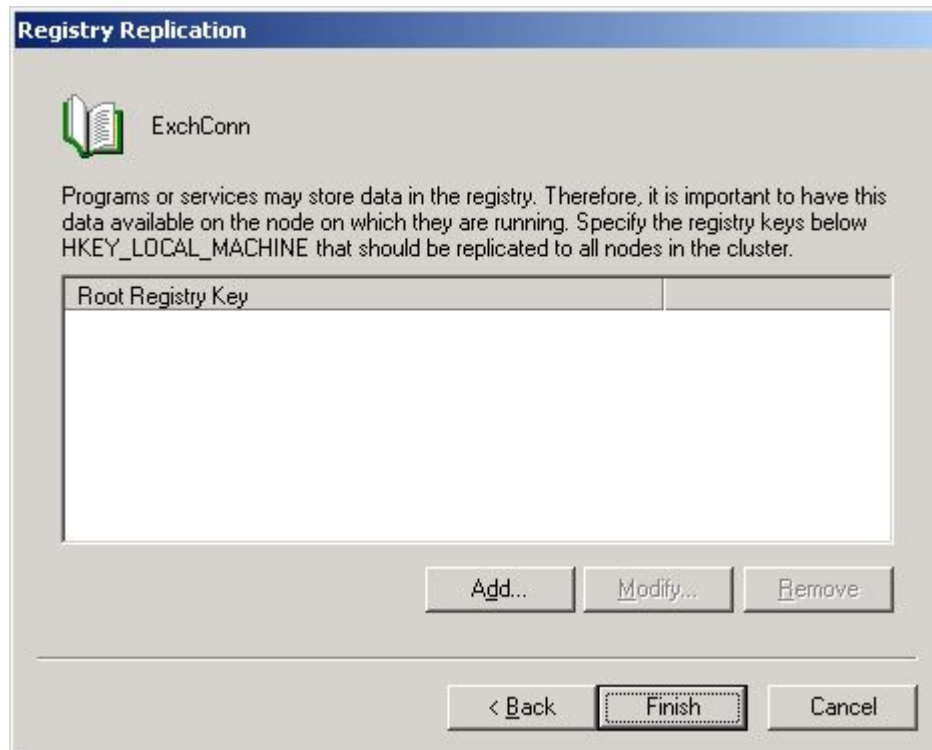 Registry Replication
ExchConn
Programs or services may store data in the registry. Therefore, it is important to have this
data available on the node on which they are running. Specify the registry keys below
HKEY_LOCAL_MACHINE that should be replicated to all nodes in the cluster.
Root Registry Key
Add... Modify... Remove
< Back Finish Cancel